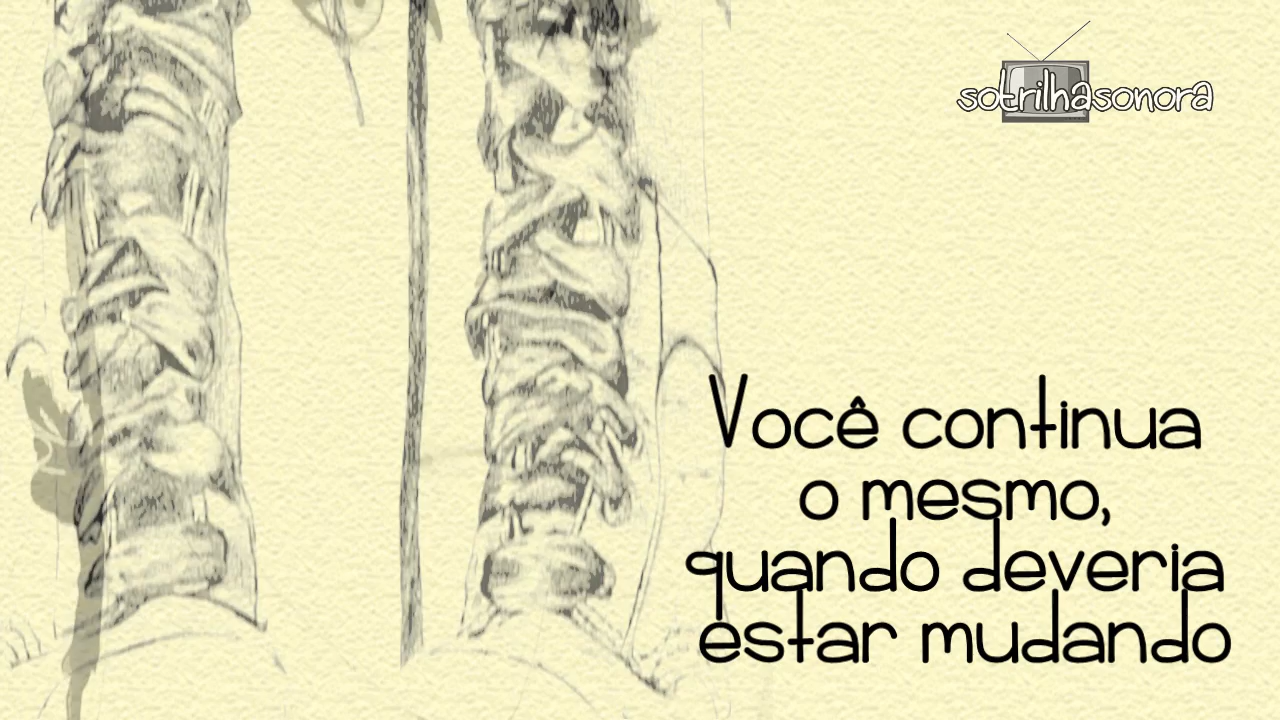 sotrilhasonora
Você continua
o mesmo,
quando deveria
estar mudando